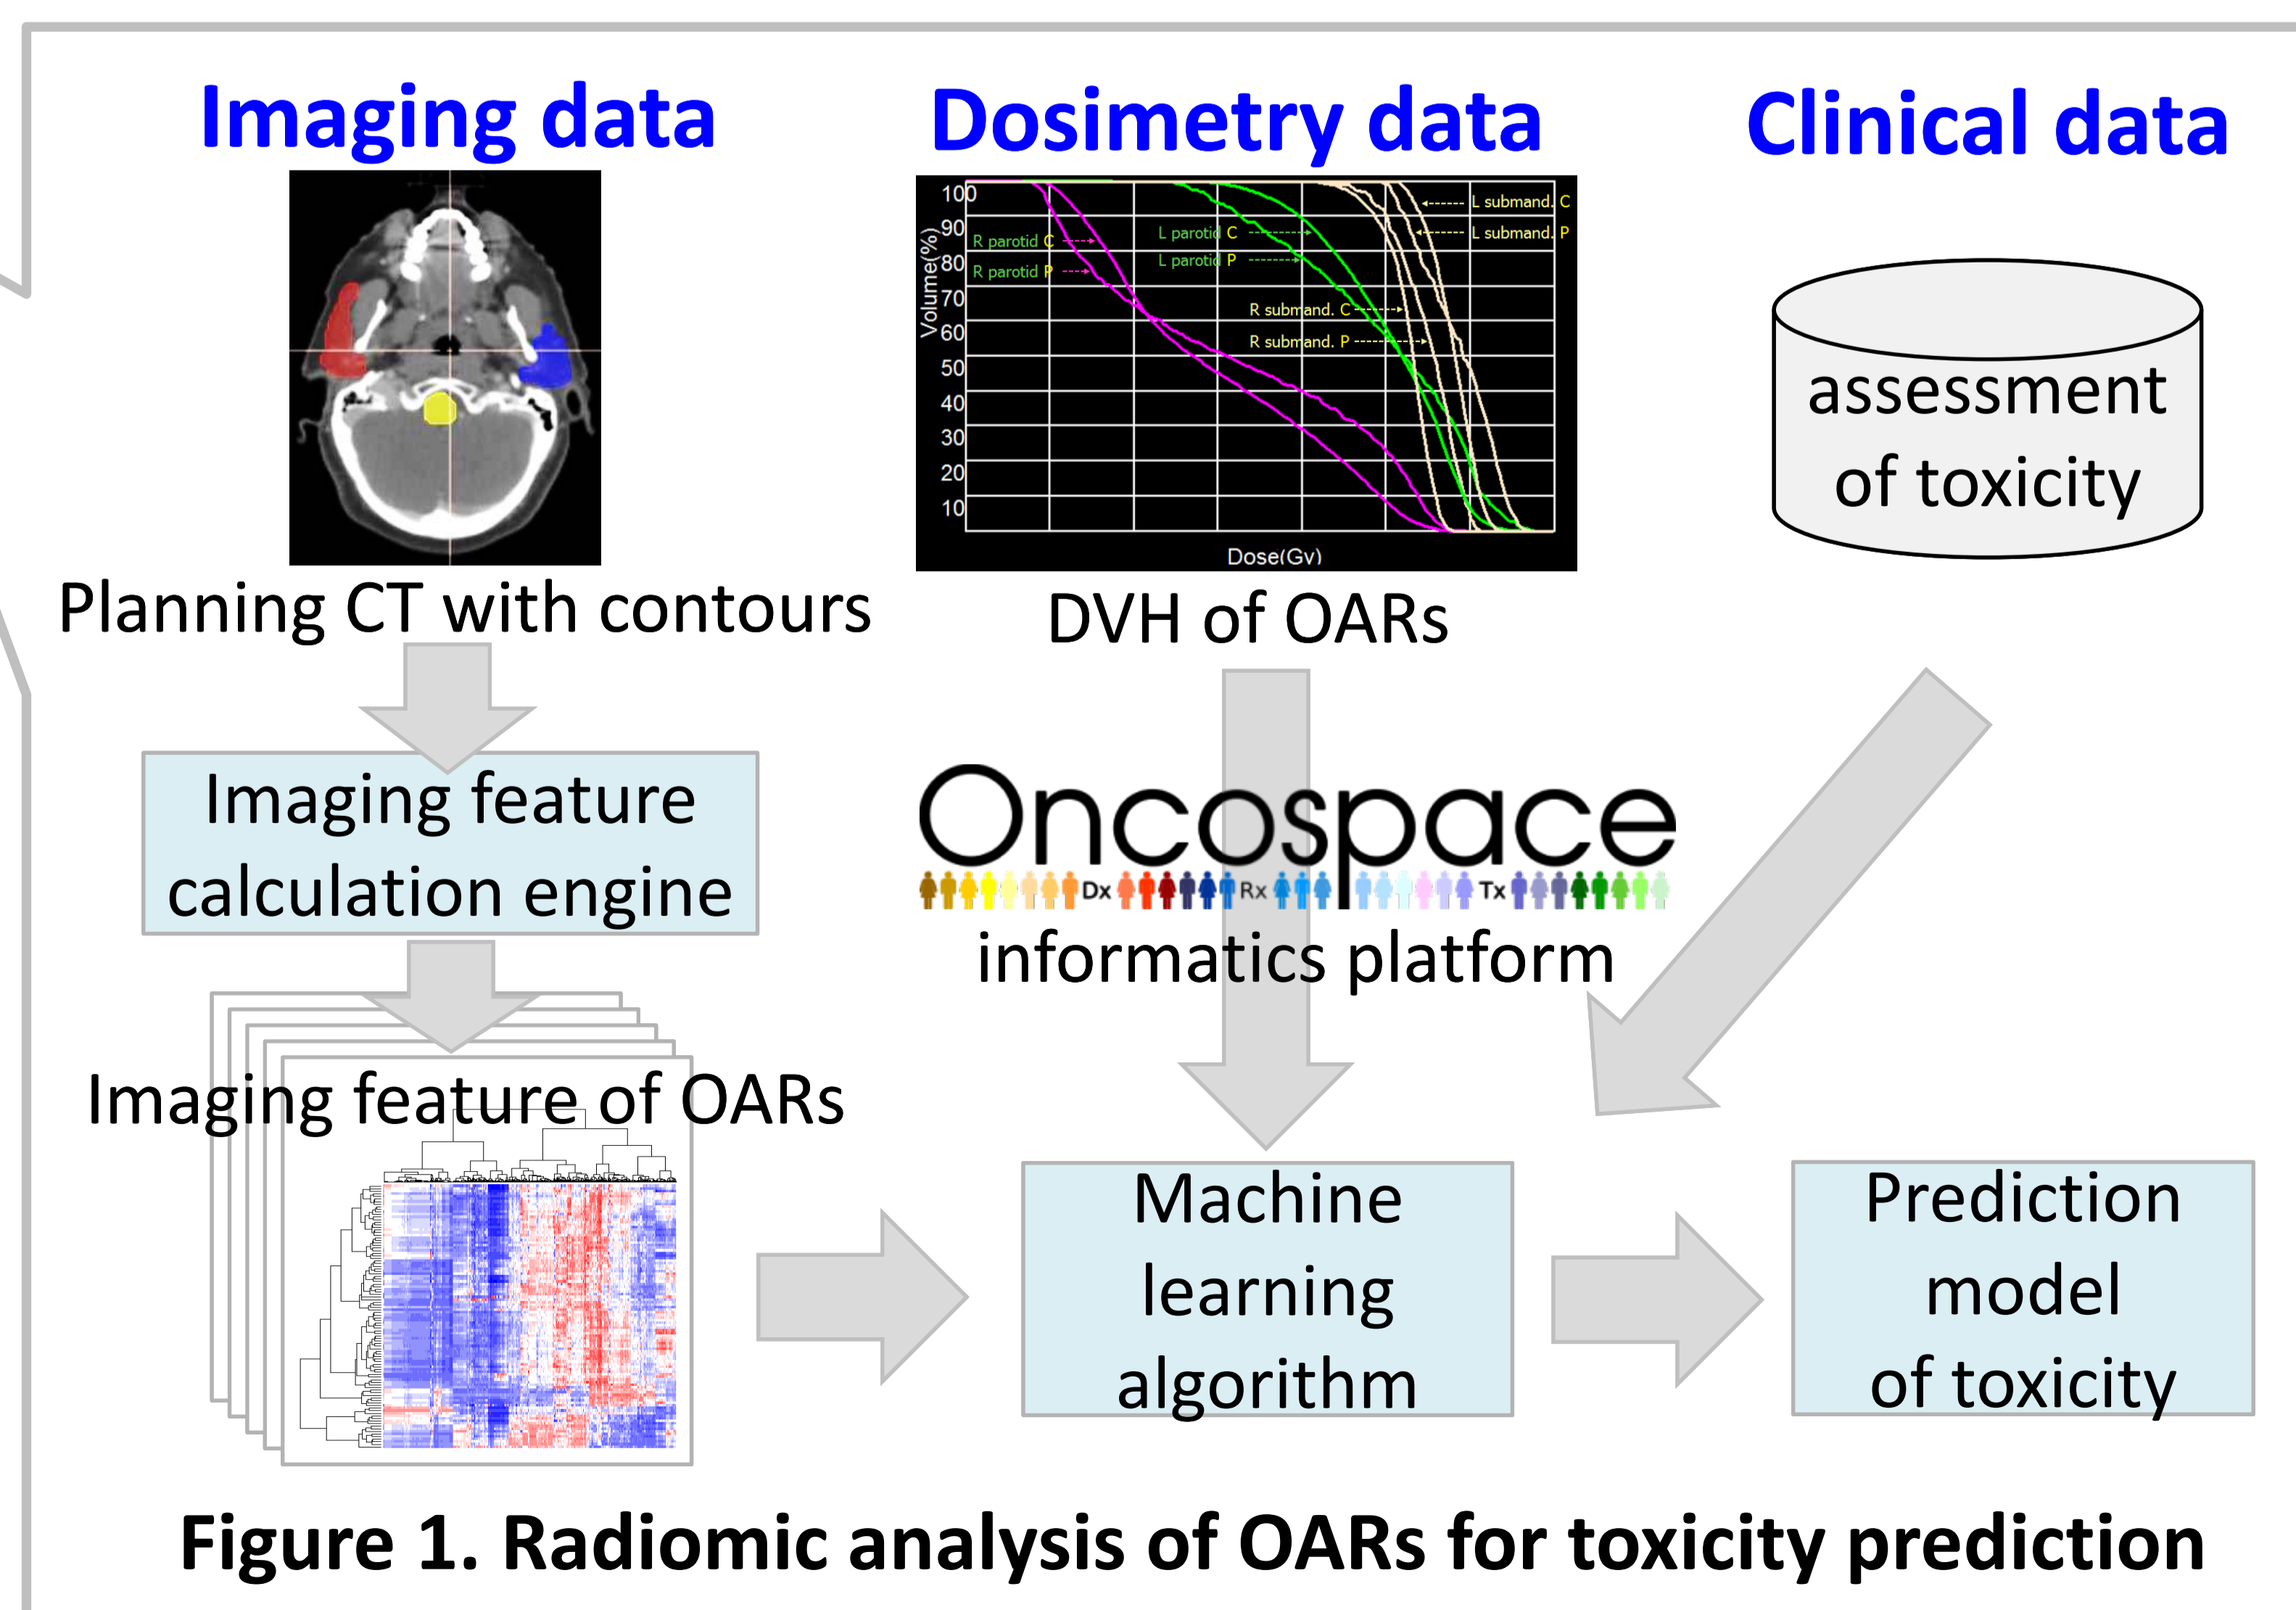 Imaging data
Dosimetry data
Clinical data
100
90
80
70
60
50
40
30
20
10
Volume(%)
R parotid C
R parotid P
L parotid C
L parotid P
L submand. C
L submand. P
R submand. C
R submand. P
Dose(Gy)
assessment
of toxicity
Planning CT with contours
DVH of OARs
Imaging feature
calculation engine
Oncospace
Dx Rx Tx
informatics platform
Imaging feature of OARs
Machine
learning
algorithm
Prediction
model
of toxicity
Figure 1. Radiomic analysis of OARs for toxicity prediction